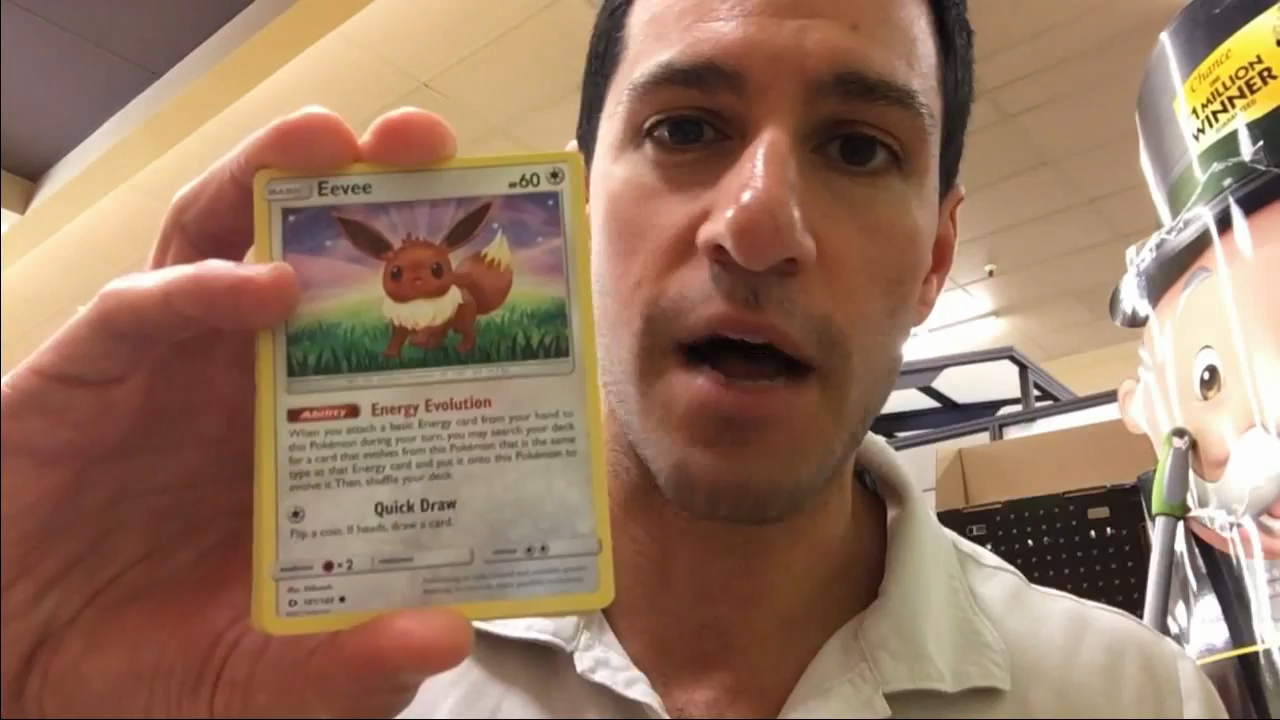 BASIC Eevee HP60
Ability Energy Evolution
When you attach a basic Energy card from your hand to
this Pokémon during your turn, you may search your deck
for a card that evolves from this Pokémon that is the same
type as that Energy card and put it onto this Pokémon to
evolve it. Then, shuffle your deck.
Quick Draw
Flip a coin. If heads, draw a card.
×2
Chance
1 MILLION
WINNER
GUARANTEED